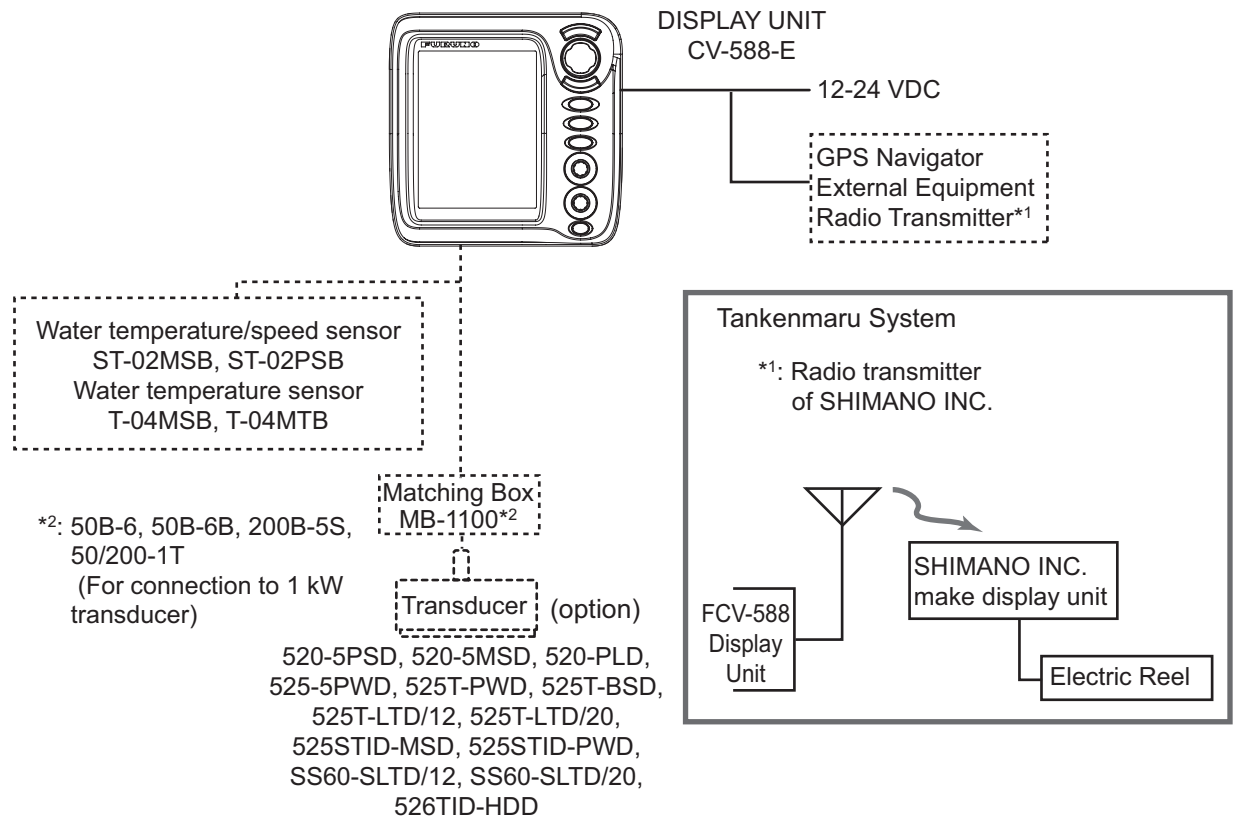 FURUNO
DISPLAY UNIT
CV-588-E
12-24 VDC
GPS Navigator
External Equipment
Radio Transmitter*1
Water temperature/speed sensor
ST-02MSB, ST-02PSB
Water temperature sensor
T-04MSB, T-04MTB
Matching Box
MB-1100*2
*2: 50B-6, 50B-6B, 200B-5S,
50/200-1T
(For connection to 1 kW
transducer)
Transducer
(option)
520-5PSD, 520-5MSD, 520-PLD,
525-5PWD, 525T-PWD, 525T-BSD,
525T-LTD/12, 525T-LTD/20,
525STID-MSD, 525STID-PWD,
SS60-SLTD/12, SS60-SLTD/20,
526TID-HDD
Tankenmaru System
*1: Radio transmitter
of SHIMANO INC.
FCV-588
Display
Unit
SHIMANO INC.
make display unit
Electric Reel